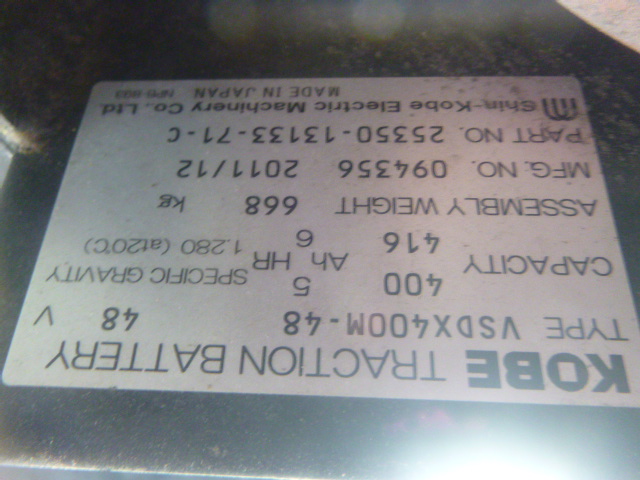 KOBE TRACTION BATTERY
TYPE VSDX400M-48 48 V
CAPACITY 400 Ah 5 HR SPECIFIC GRAVITY
416 6 1.280 (at20°C)
ASSEMBLY WEIGHT 668 kg
MFG. NO. 094356 2011/12
PART NO. 25350-13133-71-C
Shin-Kobe Electric Machinery Co., Ltd.
MADE IN JAPAN